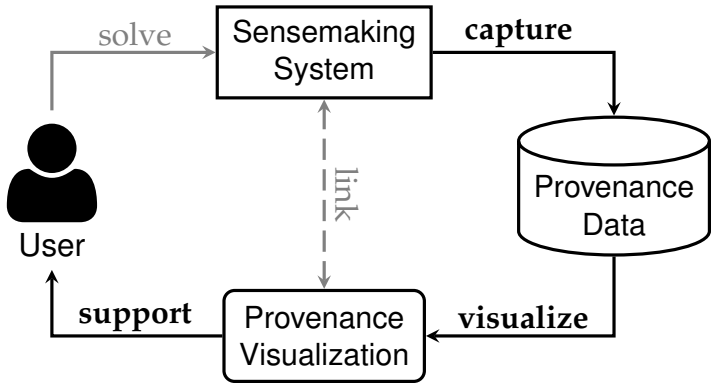 solve
Sensemaking
System
capture
link
Provenance
Data
User
support
Provenance
Visualization
visualize